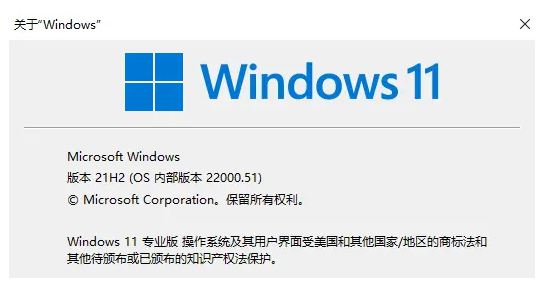 关于“Windows”
Windows 11
Microsoft Windows
版本 21H2 (OS 内部版本 22000.51)
© Microsoft Corporation。保留所有权利。
Windows 11 专业版 操作系统及其用户界面受美国和其他国家/地区的商标法和
其他待颁布或已颁布的知识产权法保护。